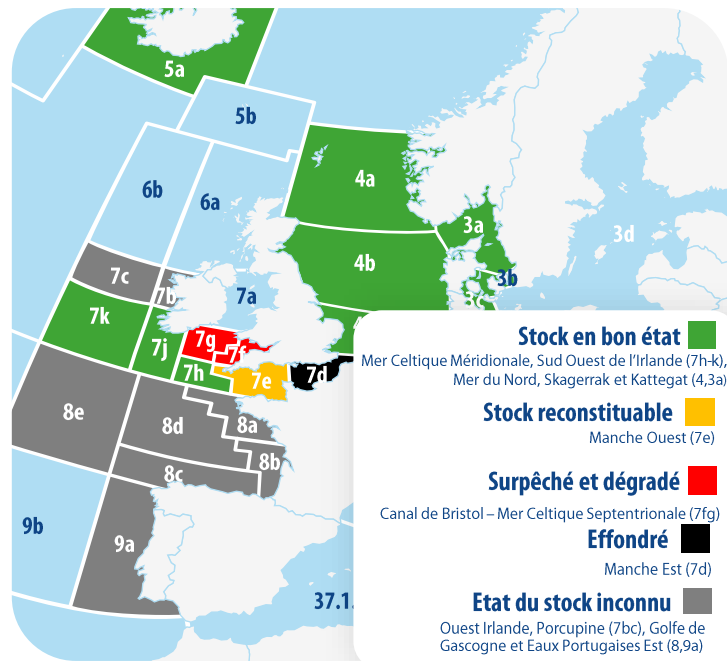 5a
5b
4a
6b
6a
3a
3d
4b
7c
7b
7a
3b
3c
7k
7g
7j
7f
7h
7e
7d
8e
8d
8a
8b
8c
9b
9a
37.1.
Stock en bon état
Mer Celtique Méridionale, Sud Ouest de l’Irlande (7h-k),
Mer du Nord, Skagerrak et Kattegat (4,3a)
Stock reconstituable
Manche Ouest (7e)
Surpêché et dégradé
Canal de Bristol – Mer Celtique Septentrionale (7fg)
Effondré
Manche Est (7d)
Etat du stock inconnu
Ouest Irlande, Porcupine (7bc), Golfe de
Gascogne et Eaux Portugaises Est (8,9a)